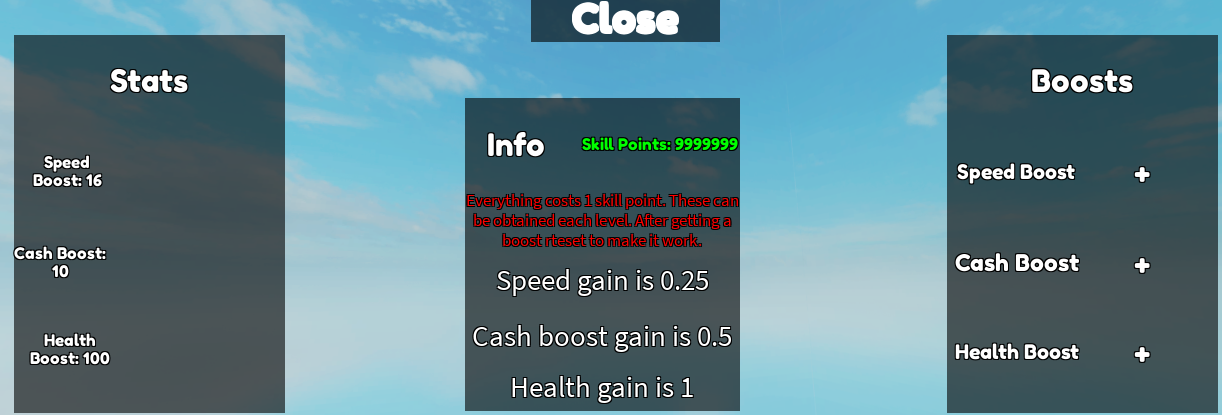 Close
Stats
Speed
Boost: 16
Cash Boost:
10
Health
Boost: 100
Info
Skill Points: 9999999
Everything costs 1 skill point. These can
be obtained each level. After getting a
boost rteset to make it work.
Speed gain is 0.25
Cash boost gain is 0.5
Health gain is 1
Boosts
Speed Boost +
Cash Boost +
Health Boost +